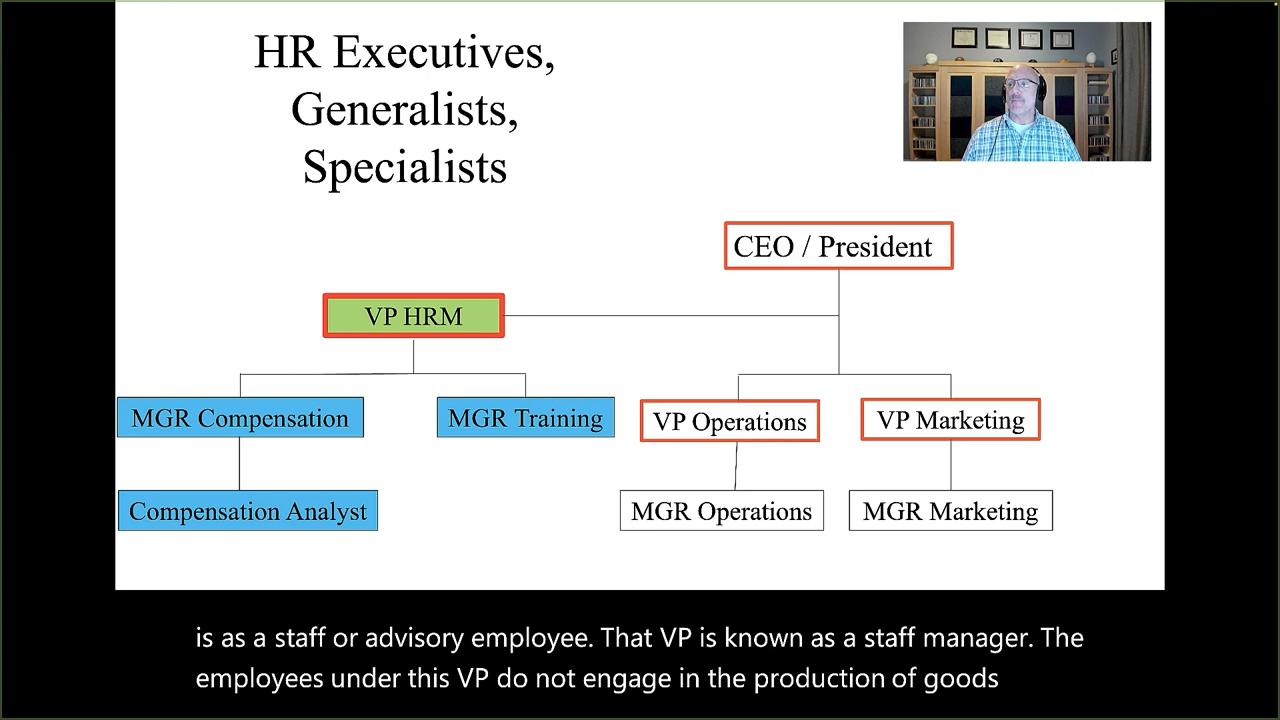 HR Executives,
Generalists,
Specialists
CEO / President
VP HRM
MGR Compensation
MGR Training
VP Operations
VP Marketing
Compensation Analyst
MGR Operations
MGR Marketing
is as a staff or advisory employee. That VP is known as a staff manager. The
employees under this VP do not engage in the production of goods